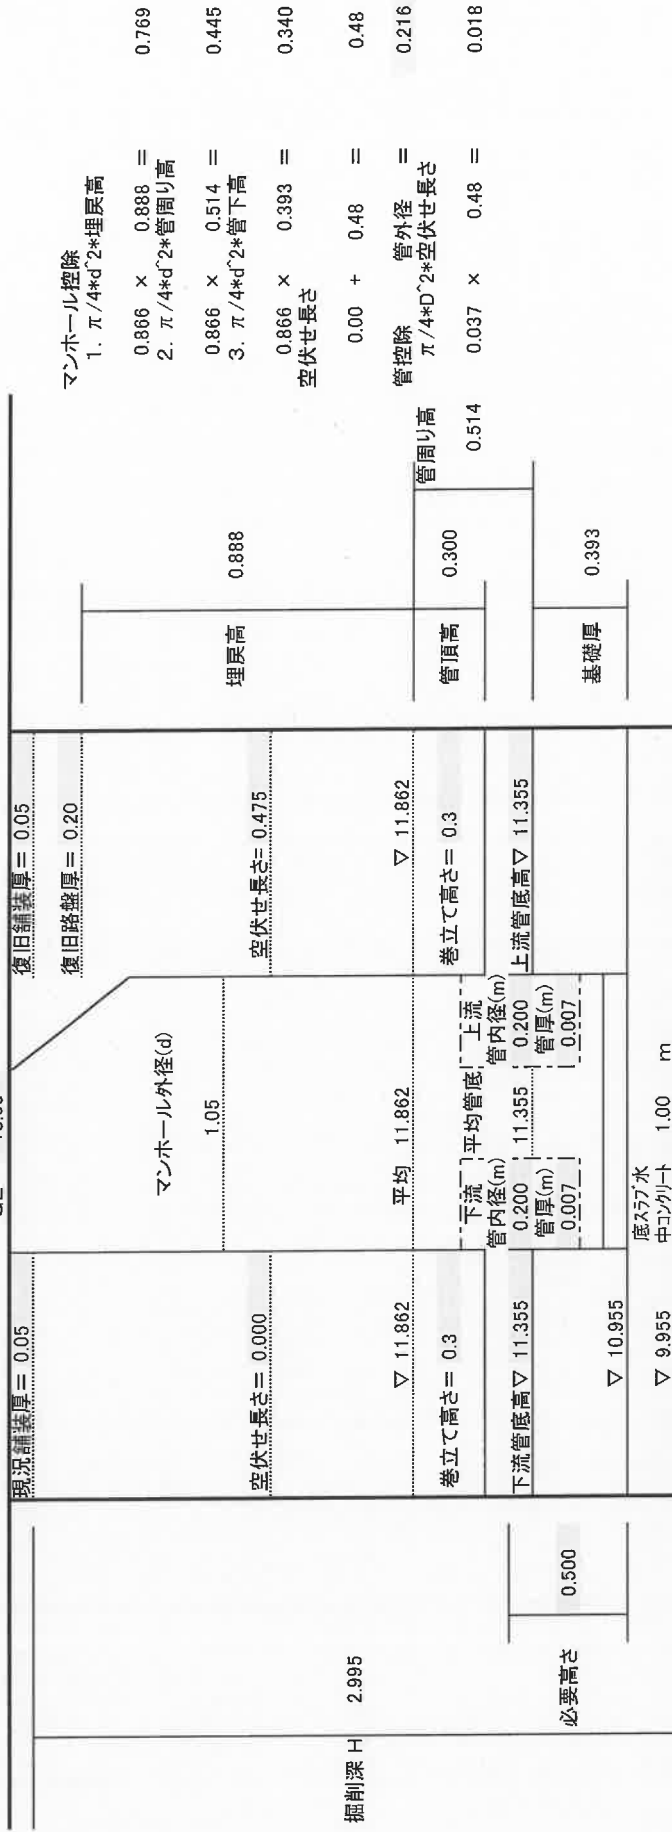 現況舗装厚= 0.05
復旧舗装厚= 0.05
復旧路盤厚= 0.20
マンホール外径(d)
1.05
空伏せ長さ= 0.000
空伏せ長さ= 0.475
▽ 11.862
平均 11.862
▽ 11.862
巻立て高さ= 0.3
巻立て高さ= 0.3
下流
平均管底
上流
管内径(m)
管内径(m)
下流管底高▽ 11.355
0.200
11.355
0.200
上流管底高▽ 11.355
管厚(m)
管厚(m)
0.007
0.007
▽ 10.955
底スラブ水
▽ 9.955
中コンクリート 1.00 m
掘削深 H 2.995
必要高さ 0.500
埋戻高 0.888
管頂高 0.300
基礎厚 0.393
管周り高
0.514
マンホール控除
1. π/4*d^2*埋戻高
0.866 × 0.888 = 0.769
2. π/4*d^2*管周り高
0.866 × 0.514 = 0.445
3. π/4*d^2*管下高
0.866 × 0.393 = 0.340
空伏せ長さ
0.00 + 0.48 = 0.48
管控除 管外径 = 0.216
π/4*D^2*空伏せ長さ
0.037 × 0.48 = 0.018